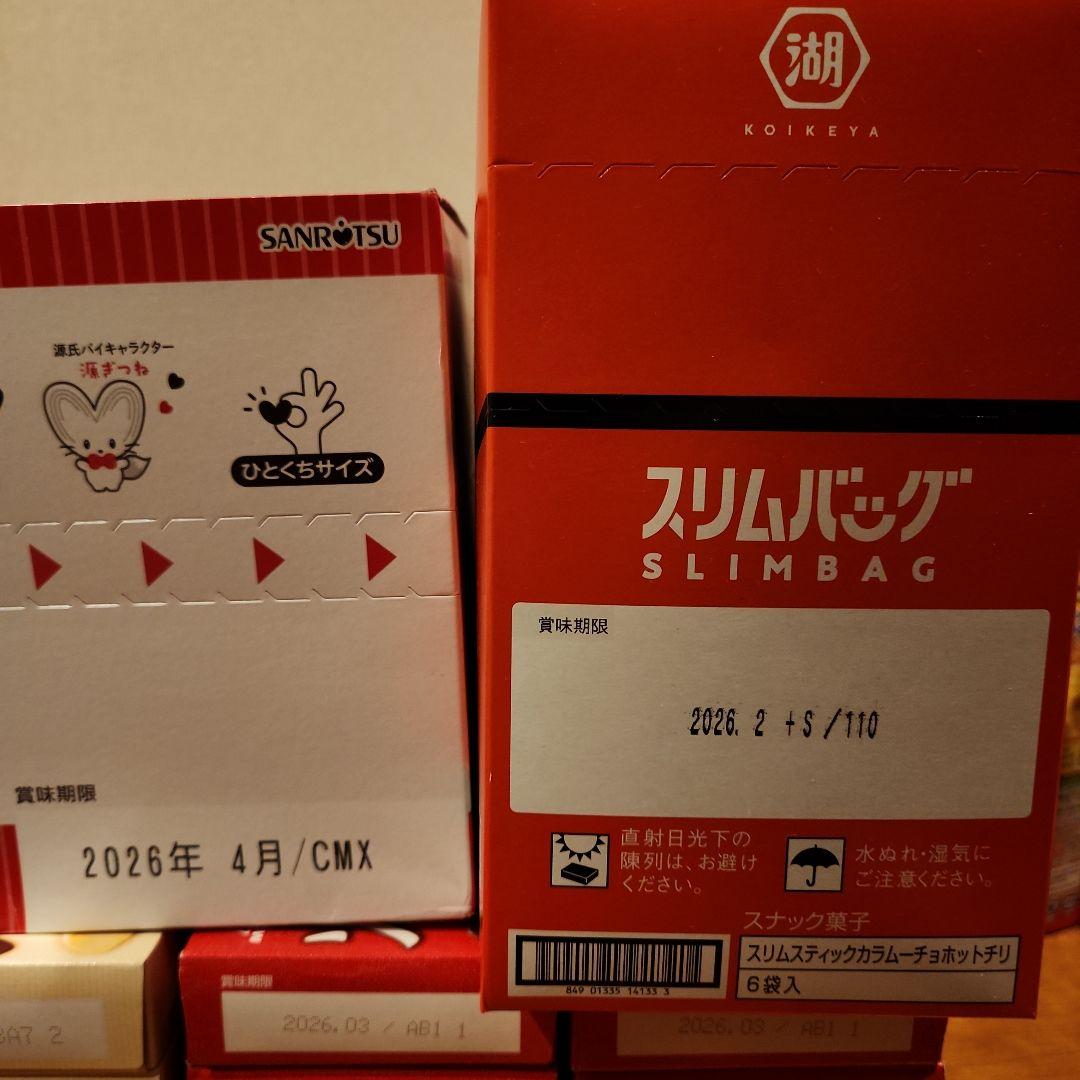 湖
KOIKEYA
SANRITSU
源氏パイキャラクター
源ぎつね
ひとくちサイズ
賞味期限
2026年 4月/CMX
スリムバッグ
SLIMBAG
賞味期限
2026. 2 +S /110
直射日光下の
陳列は、お避け
ください。
水ぬれ・湿気に
ご注意ください。
スナック菓子
スリムスティックカラムーチョホットチリ
6袋入
849 01335 14133 3
A7 2
賞味期限
2026.03 / AB1 1
2026.03 / AB1 1